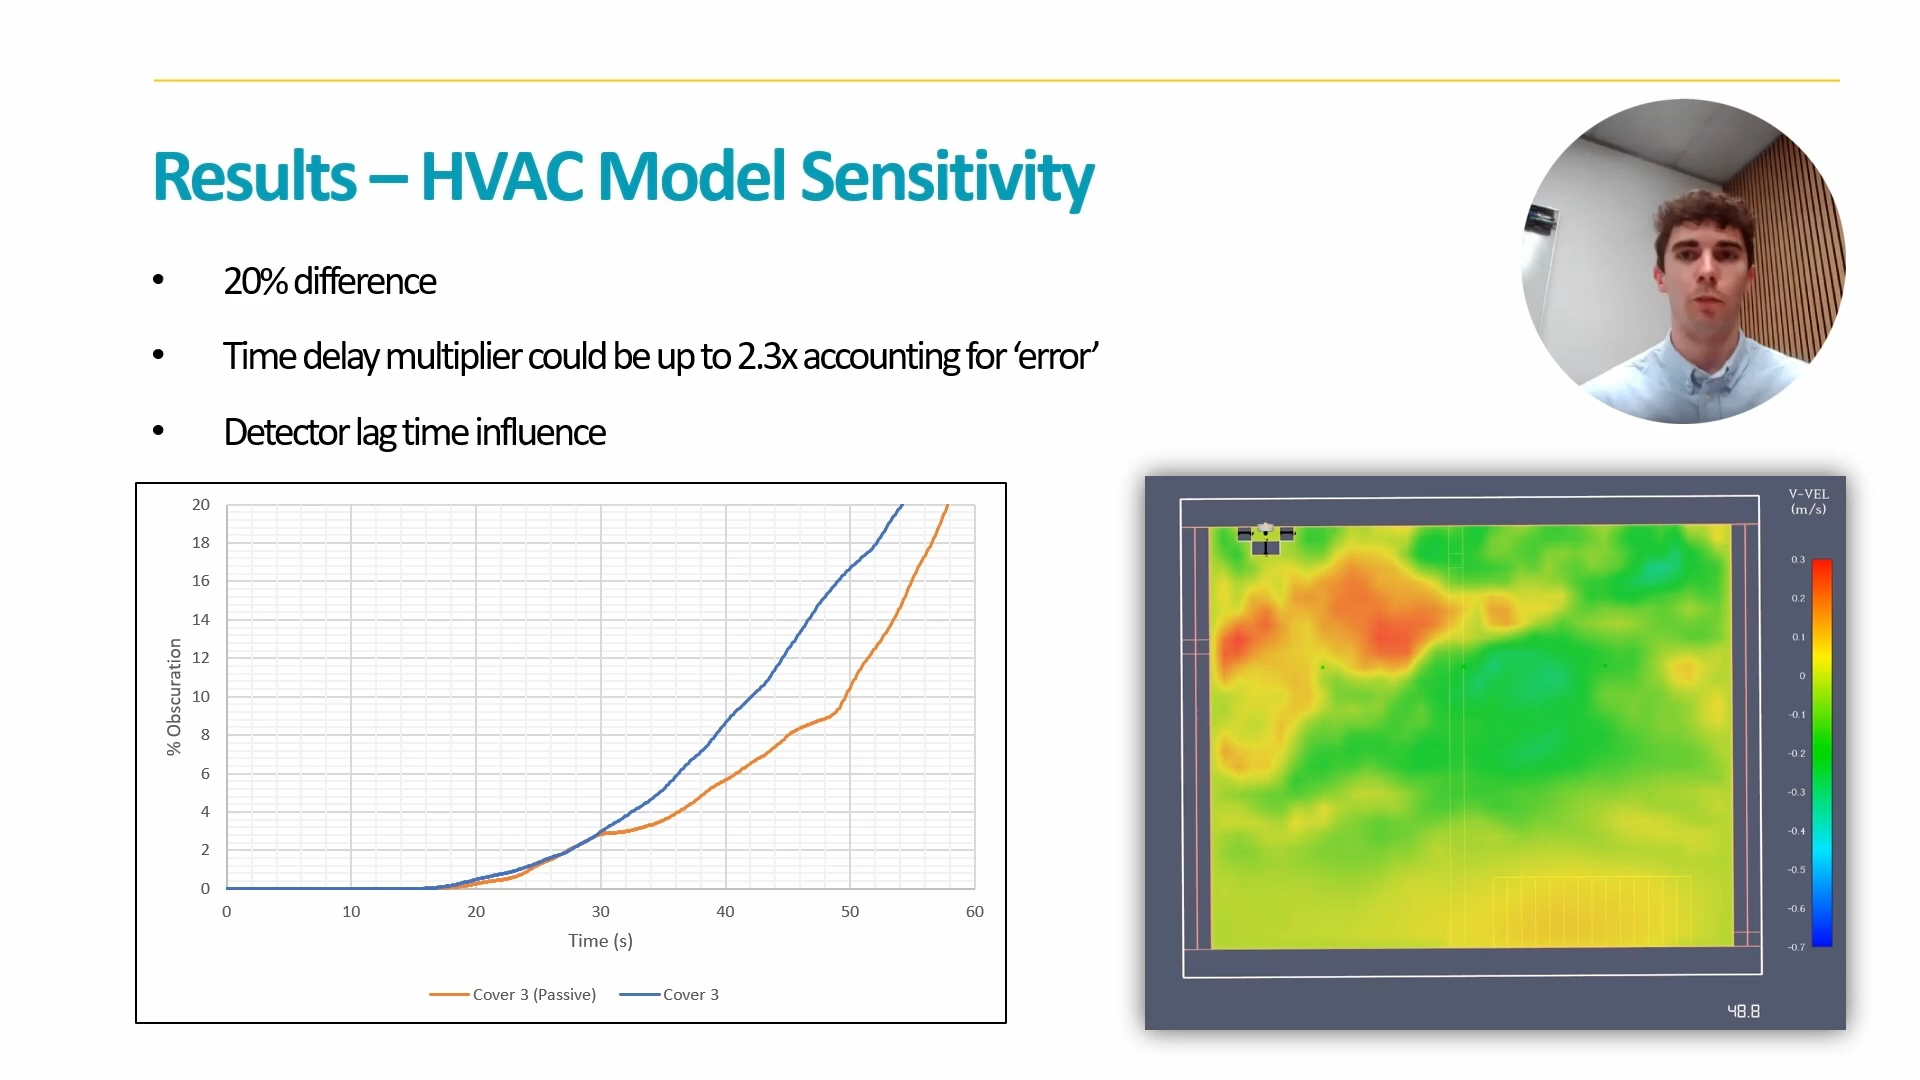 Results – HVAC Model Sensitivity
• 20% difference
• Time delay multiplier could be up to 2.3x accounting for ‘error’
• Detector lag time influence
20
18
16
14
12
10
8
6
4
2
0
% Obscuration
0 10 20 30 40 50 60
Time (s)
Cover 3 (Passive) Cover 3
V-VEL
(m/s)
0.3
0.2
0.1
0
-0.1
-0.2
-0.3
-0.4
-0.5
-0.6
-0.7
48.8